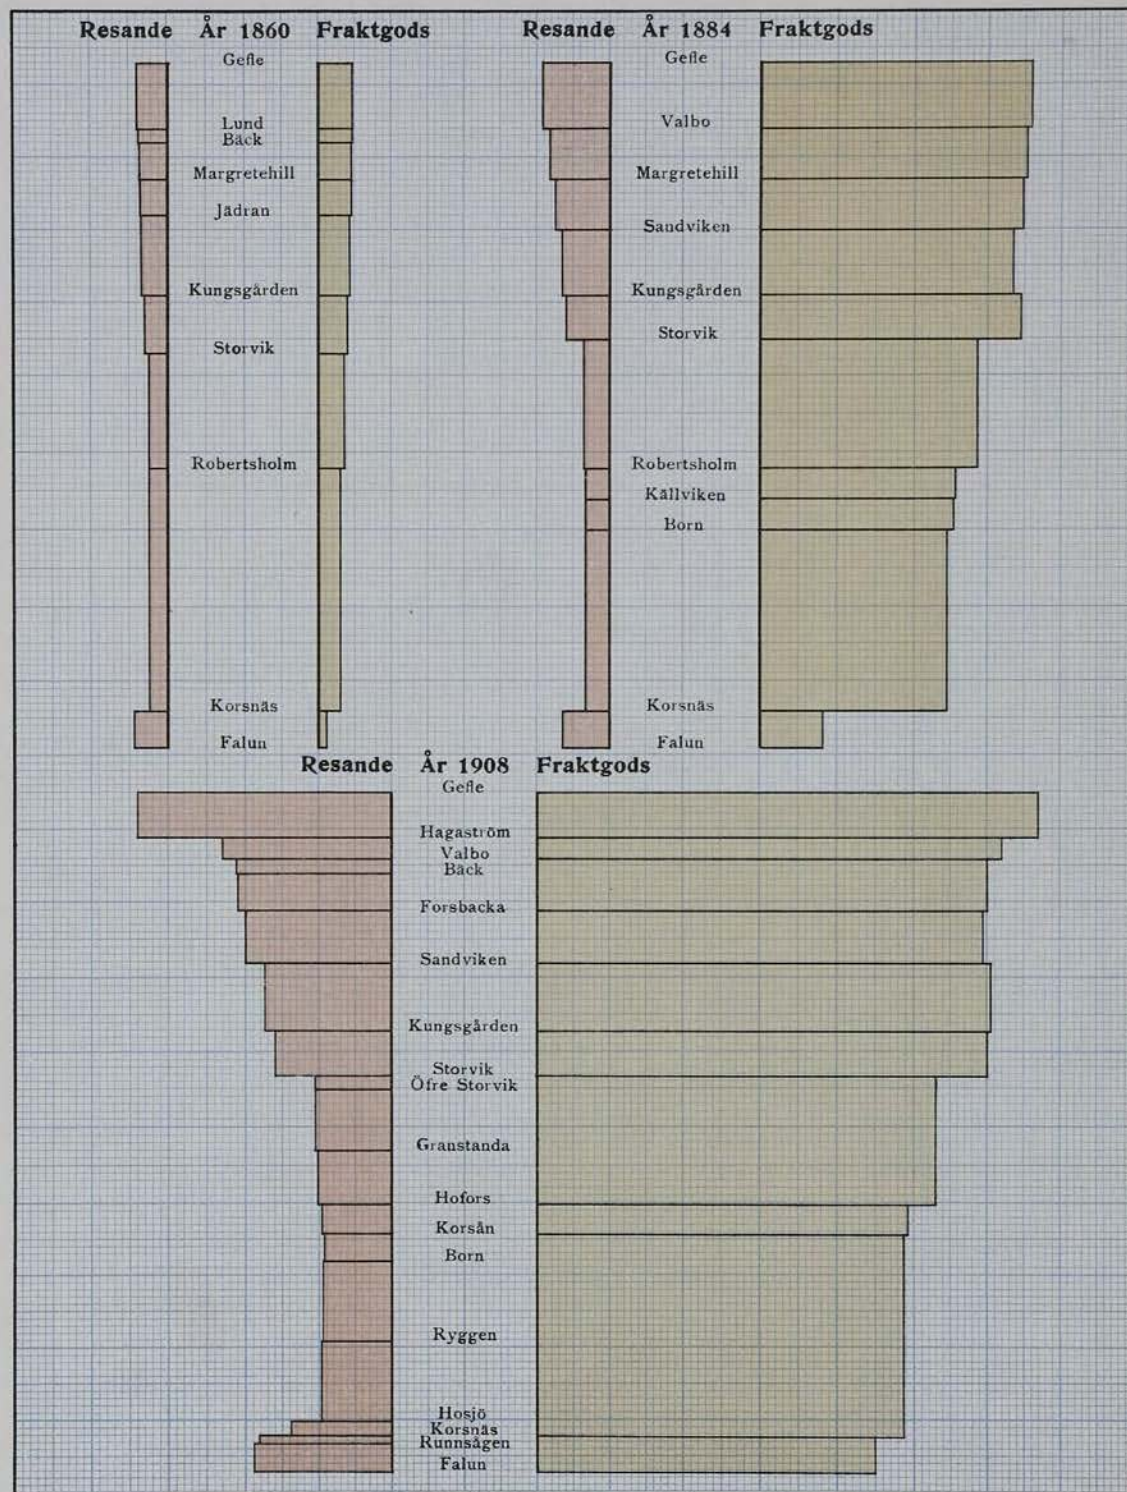 Resande År 1860 Fraktgods
Gefle
Lund
Bäck
Margretehill
Jädran
Kungsgården
Storvik
Robertsholm
Korsnäs
Falun
Resande År 1884 Fraktgods
Gefle
Valbo
Margretehill
Sandviken
Kungsgården
Storvik
Robertsholm
Källviken
Born
Korsnäs
Falun
Resande År 1908 Fraktgods
Gefle
Hagaström
Valbo
Bäck
Forsbacka
Sandviken
Kungsgården
Storvik
Öfre Storvik
Granstanda
Hofors
Korsån
Born
Ryggen
Hosjö
Korsnäs
Runnsågen
Falun